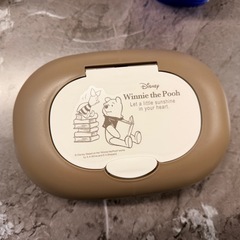 Disney
Winnie the Pooh
Let a little sunshine
in your heart.